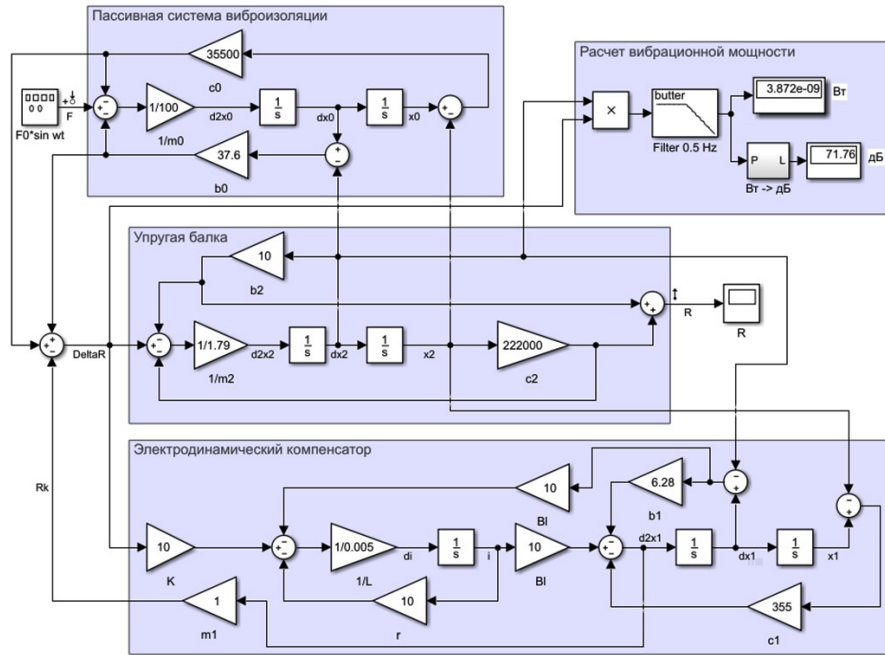 Пассивная система виброизоляции
35500
c0
F0*sin wt
F
1/100
1/m0
d2x0
1
s
dx0
1
s
x0
37.6
b0
Расчет вибрационной мощности
×
butter
Filter 0.5 Hz
3.872e-09
Вт
P L
Вт -> дБ
71.76
дБ
Упругая балка
10
b2
DeltaR
1/1.79
1/m2
d2x2
1
s
dx2
1
s
x2
222000
c2
R
R
Электродинамический компенсатор
Rk
10
Bl
6.28
b1
10
K
1/0.005
1/L
di
1
s
i
10
Bl
d2x1
1
s
dx1
1
s
x1
1
m1
10
r
355
c1